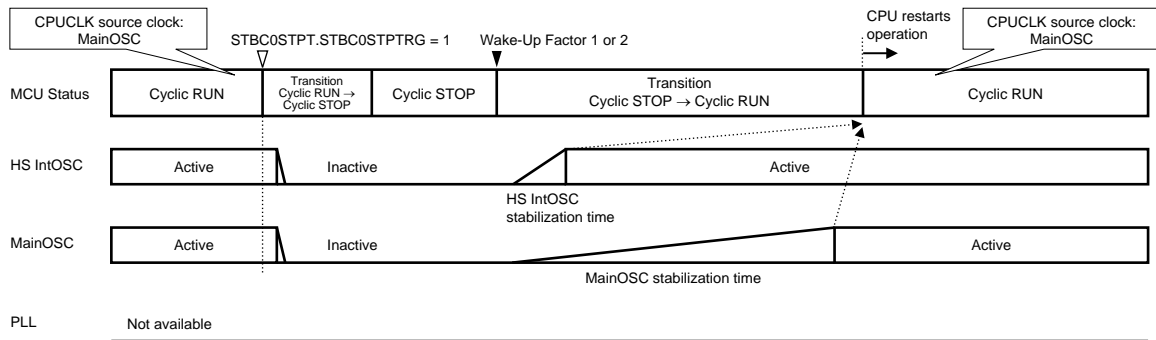 CPUCLK source clock:
MainOSC
STBC0STPT.STBC0STPTRG = 1
Wake-Up Factor 1 or 2
CPU restarts
operation
CPUCLK source clock:
MainOSC
MCU Status
Cyclic RUN
Transition
Cyclic RUN →
Cyclic STOP
Cyclic STOP
Transition
Cyclic STOP → Cyclic RUN
Cyclic RUN
HS IntOSC
Active
Inactive
Active
HS IntOSC
stabilization time
MainOSC
Active
Inactive
Active
MainOSC stabilization time
PLL
Not available